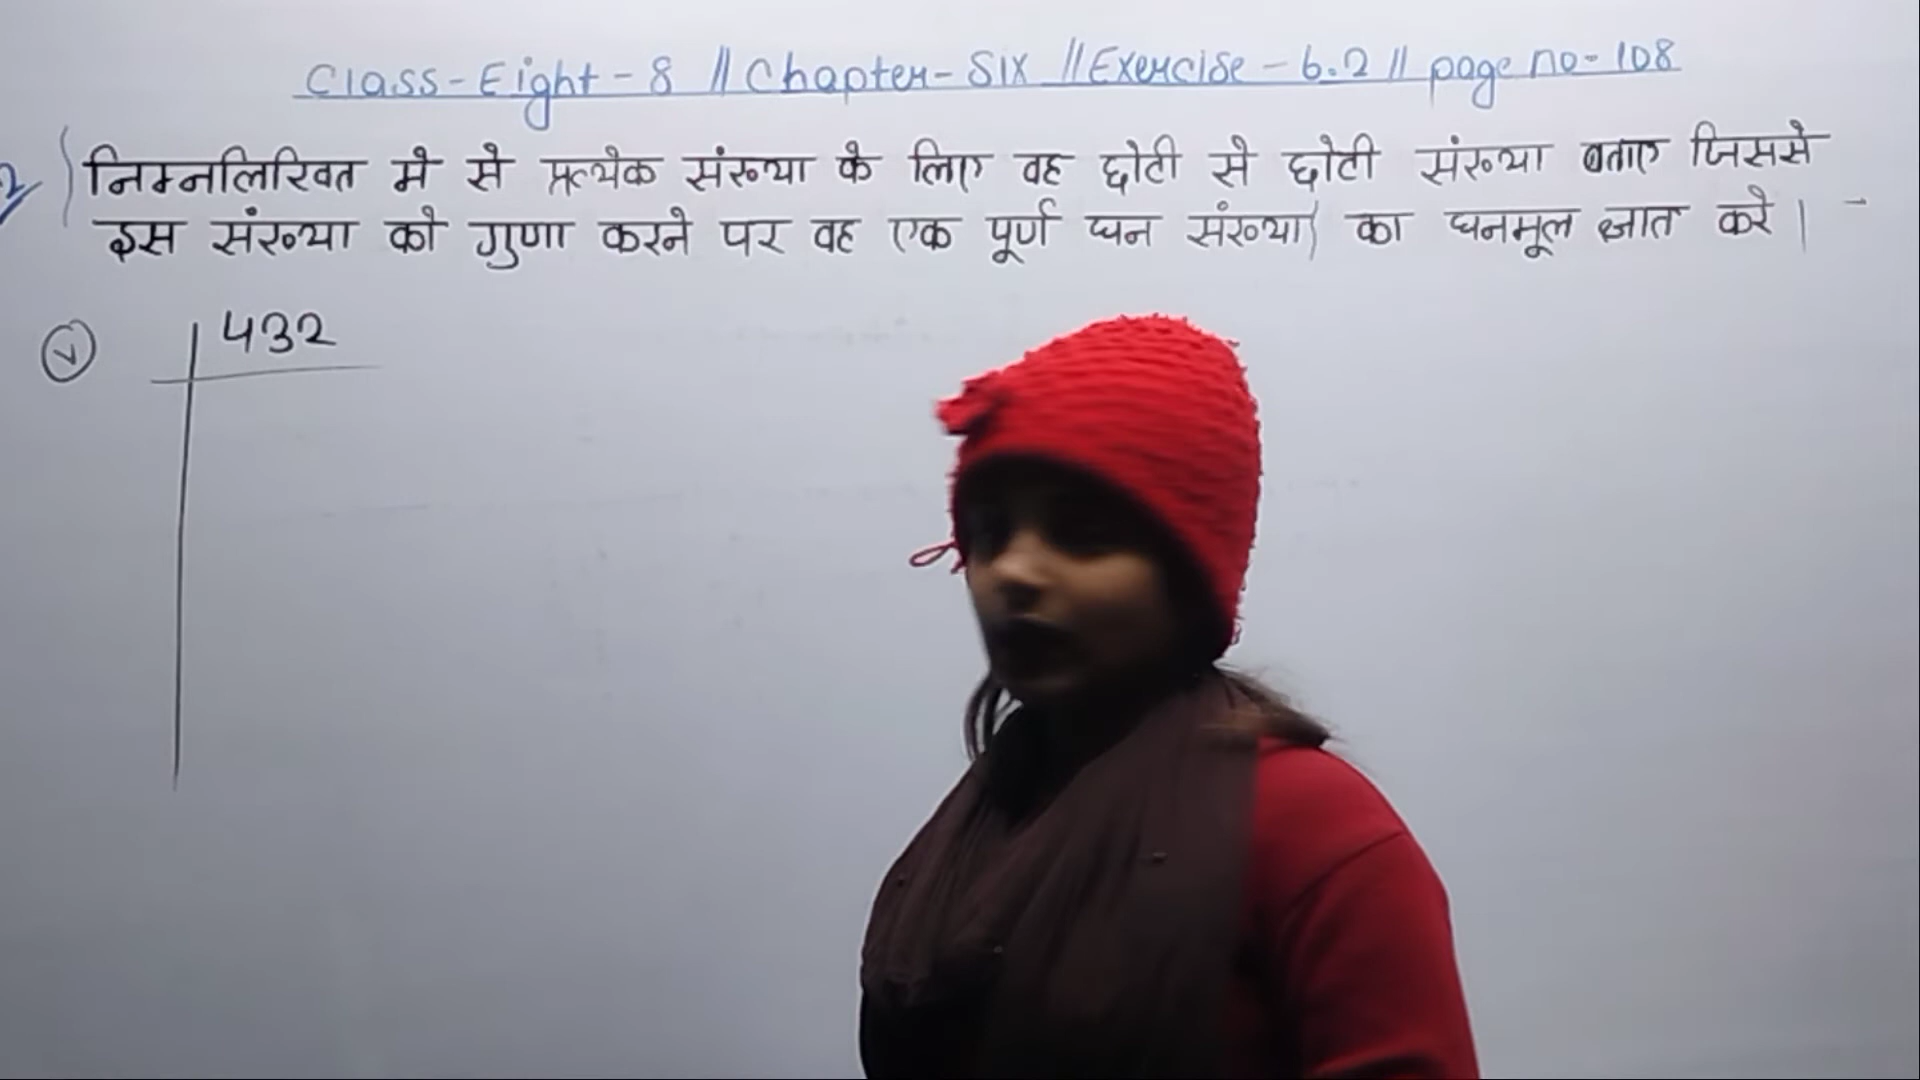 Class-Eight-8 // Chapter-Six // Exercise-6.2 // page no-108
2 निम्नलिखित मे से प्रत्येक संख्या के लिए वह छोटी से छोटी संख्या बताए जिससे
इस संख्या को गुणा करने पर वह एक पूर्ण घन संख्या का घनमूल ज्ञात करे।
v 432